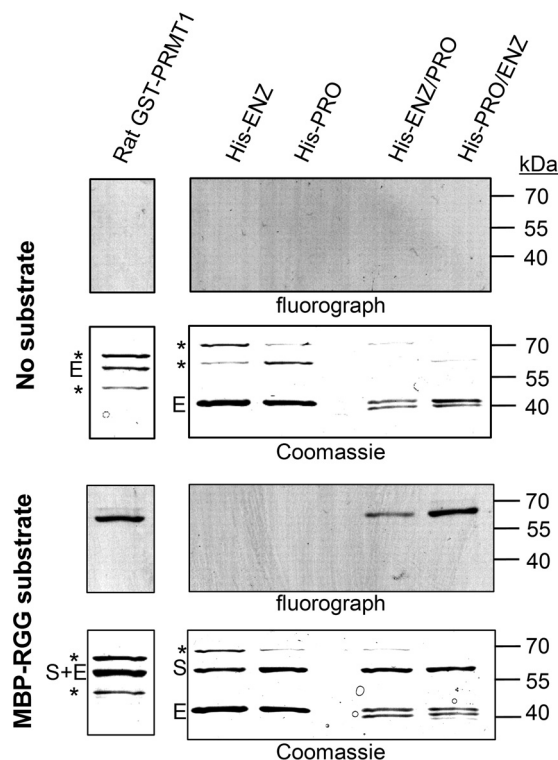 Rat GST-PRMT1
His-ENZ
His-PRO
His-ENZ/PRO
His-PRO/ENZ
kDa
No substrate
70
55
40
fluorograph
*
E
*
*
*
E
70
55
40
Coomassie
MBP-RGG substrate
70
55
40
fluorograph
*
S+E
*
*
S
E
70
55
40
Coomassie